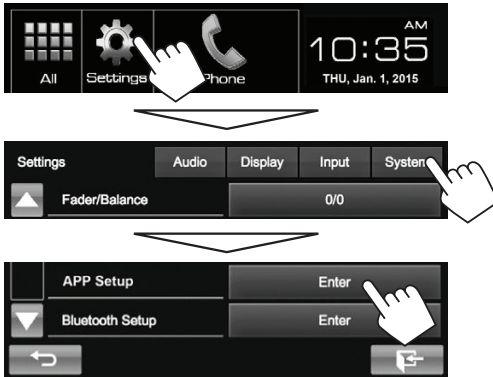 AM
10:35
All Settings Phone THU, Jan. 1, 2015
Settings Audio Display Input System
Fader/Balance 0/0
APP Setup Enter
Bluetooth Setup Enter